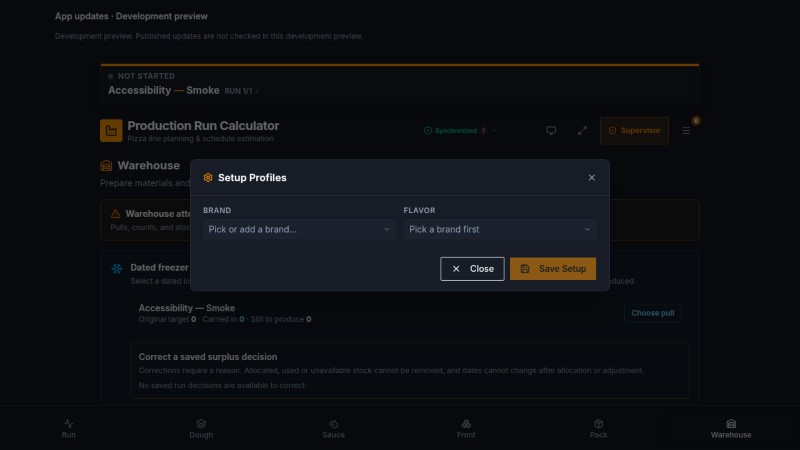 App updates · Development preview
Development preview. Published updates are not checked in this development preview.
NOT STARTED
Accessibility — Smoke RUN 1/1 ›
Production Run Calculator
Pizza line planning & schedule estimation
Synchronized
Supervisor
6
Warehouse
Prepare materials and
Warehouse atte
Pulls, counts, and stoc
Setup Profiles
BRAND
FLAVOR
Pick or add a brand...
Pick a brand first
Close
Save Setup
Dated freezer
Select a dated lo
educed.
Accessibility — Smoke
Original target 0 · Carried in 0 · Still to produce 0
Choose pull
Correct a saved surplus decision
Corrections require a reason. Allocated, used or unavailable stock cannot be removed, and dates cannot change after allocation or adjustment.
No saved run decisions are available to correct.
Run
Dough
Sauce
Front
Pack
Warehouse